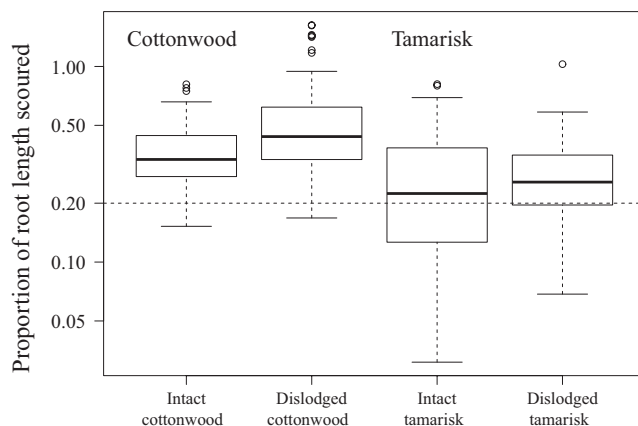 Cottonwood Tamarisk
Proportion of root length scoured
1.00
0.50
0.20
0.10
0.05
Intact cottonwood
Dislodged cottonwood
Intact tamarisk
Dislodged tamarisk